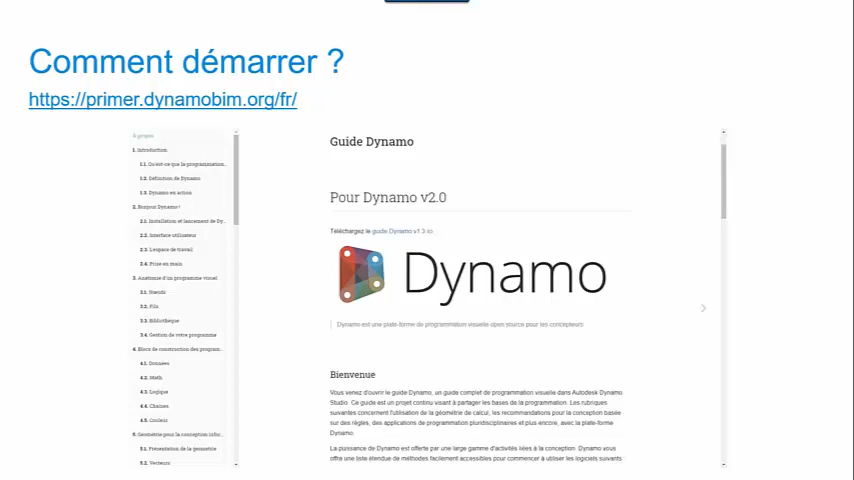 Comment démarrer ?
https://primer.dynamobim.org/fr/
À propos
1. Introduction
1.1. Qu'est-ce que la programmation...
1.2. Définition de Dynamo
1.3. Dynamo en action
2. Bonjour Dynamo !
2.1. Installation et lancement de Dy...
2.2. Interface utilisateur
2.3. L'espace de travail
2.4. Prise en main
3. Anatomie d'un programme visuel
3.1. Nœuds
3.2. Fils
3.3. Bibliothèque
3.4. Gestion de votre programme
4. Blocs de construction des program...
4.1. Données
4.2. Math
4.3. Logique
4.4. Chaînes
4.5. Couleur
5. Géométrie pour la conception infor...
5.1. Présentation de la géométrie
5.2. Vecteurs
Guide Dynamo
Pour Dynamo v2.0
Téléchargez le guide Dynamo v1.3 ici
Dynamo
Dynamo est une plate-forme de programmation visuelle open source pour les concepteurs
Bienvenue
Vous venez d'ouvrir le guide Dynamo, un guide complet de programmation visuelle dans Autodesk Dynamo
Studio. Ce guide est un projet continu visant à partager les bases de la programmation. Les rubriques
suivantes concernent l'utilisation de la géométrie de calcul, les recommandations pour la conception basée
sur des règles, des applications de programmation pluridisciplinaires et plus encore, avec la plate-forme
Dynamo.
La puissance de Dynamo est offerte par une large gamme d'activités liées à la conception. Dynamo vous
offre une liste étendue de méthodes facilement accessibles pour commencer à utiliser les logiciels suivants :